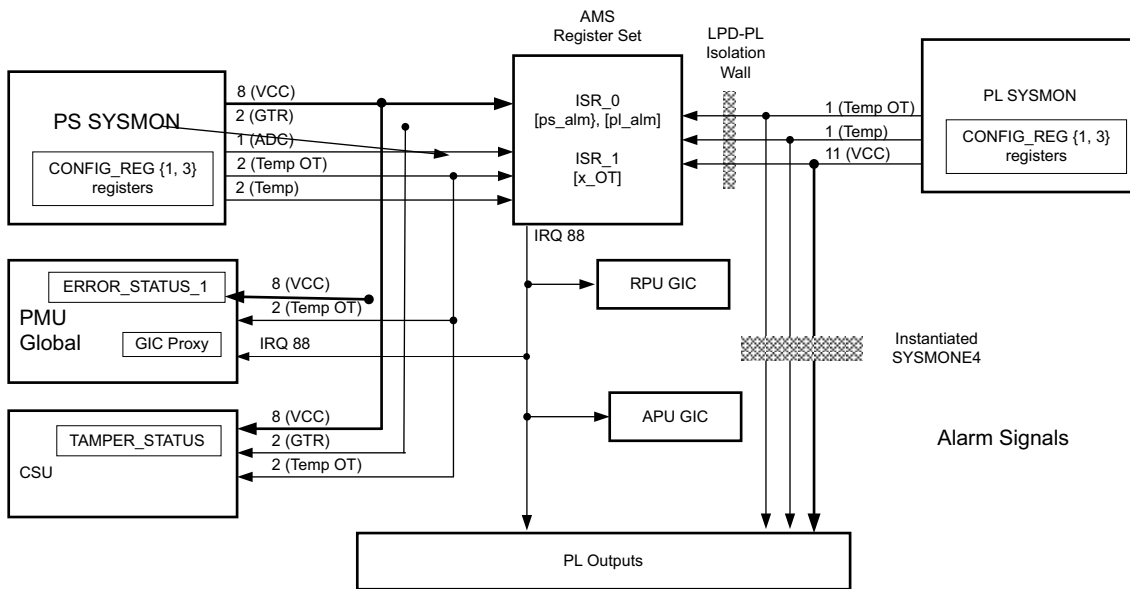 AMS
Register Set
LPD-PL
Isolation
Wall
PS SYSMON
CONFIG_REG {1, 3}
registers
8 (VCC)
2 (GTR)
1 (ADC)
2 (Temp OT)
2 (Temp)
ISR_0
[ps_alm}, [pl_alm]
ISR_1
[x_OT]
1 (Temp OT)
1 (Temp)
11 (VCC)
PL SYSMON
CONFIG_REG {1, 3}
registers
IRQ 88
ERROR_STATUS_1
PMU
Global
GIC Proxy
8 (VCC)
2 (Temp OT)
IRQ 88
RPU GIC
Instantiated
SYSMONE4
TAMPER_STATUS
CSU
8 (VCC)
2 (GTR)
2 (Temp OT)
APU GIC
Alarm Signals
PL Outputs